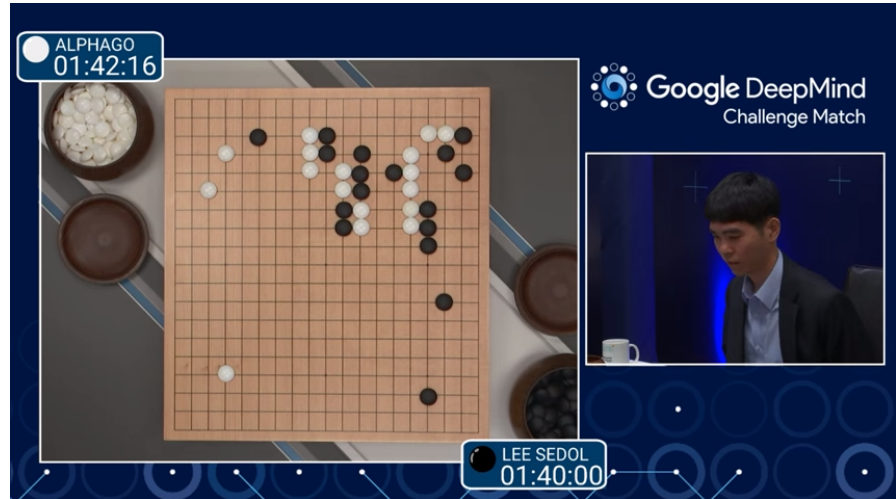 ALPHAGO
01:42:16
Google DeepMind
Challenge Match
LEE SEDOL
01:40:00